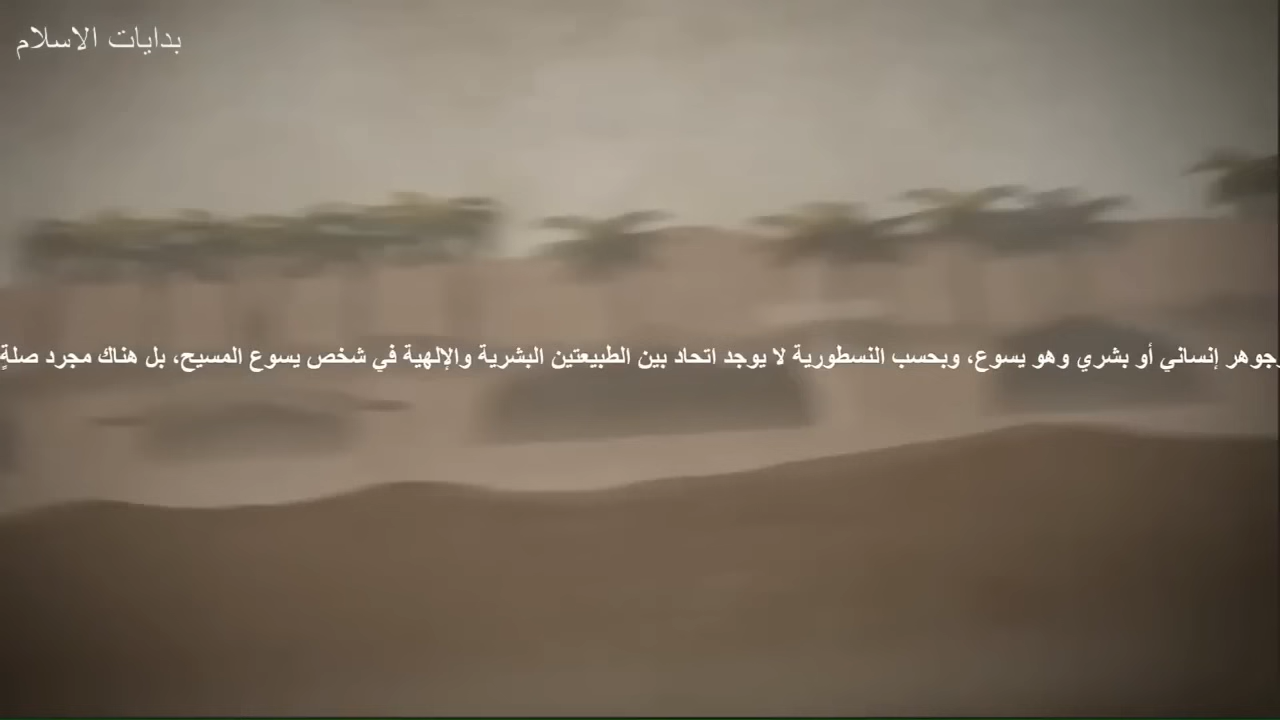 بدايات الاسلام
وجوهر إنساني أو بشري وهو يسوع، وبحسب النسطورية لا يوجد اتحاد بين الطبيعتين البشرية والإلهية في شخص يسوع المسيح، بل هناك مجرد صلةٍ